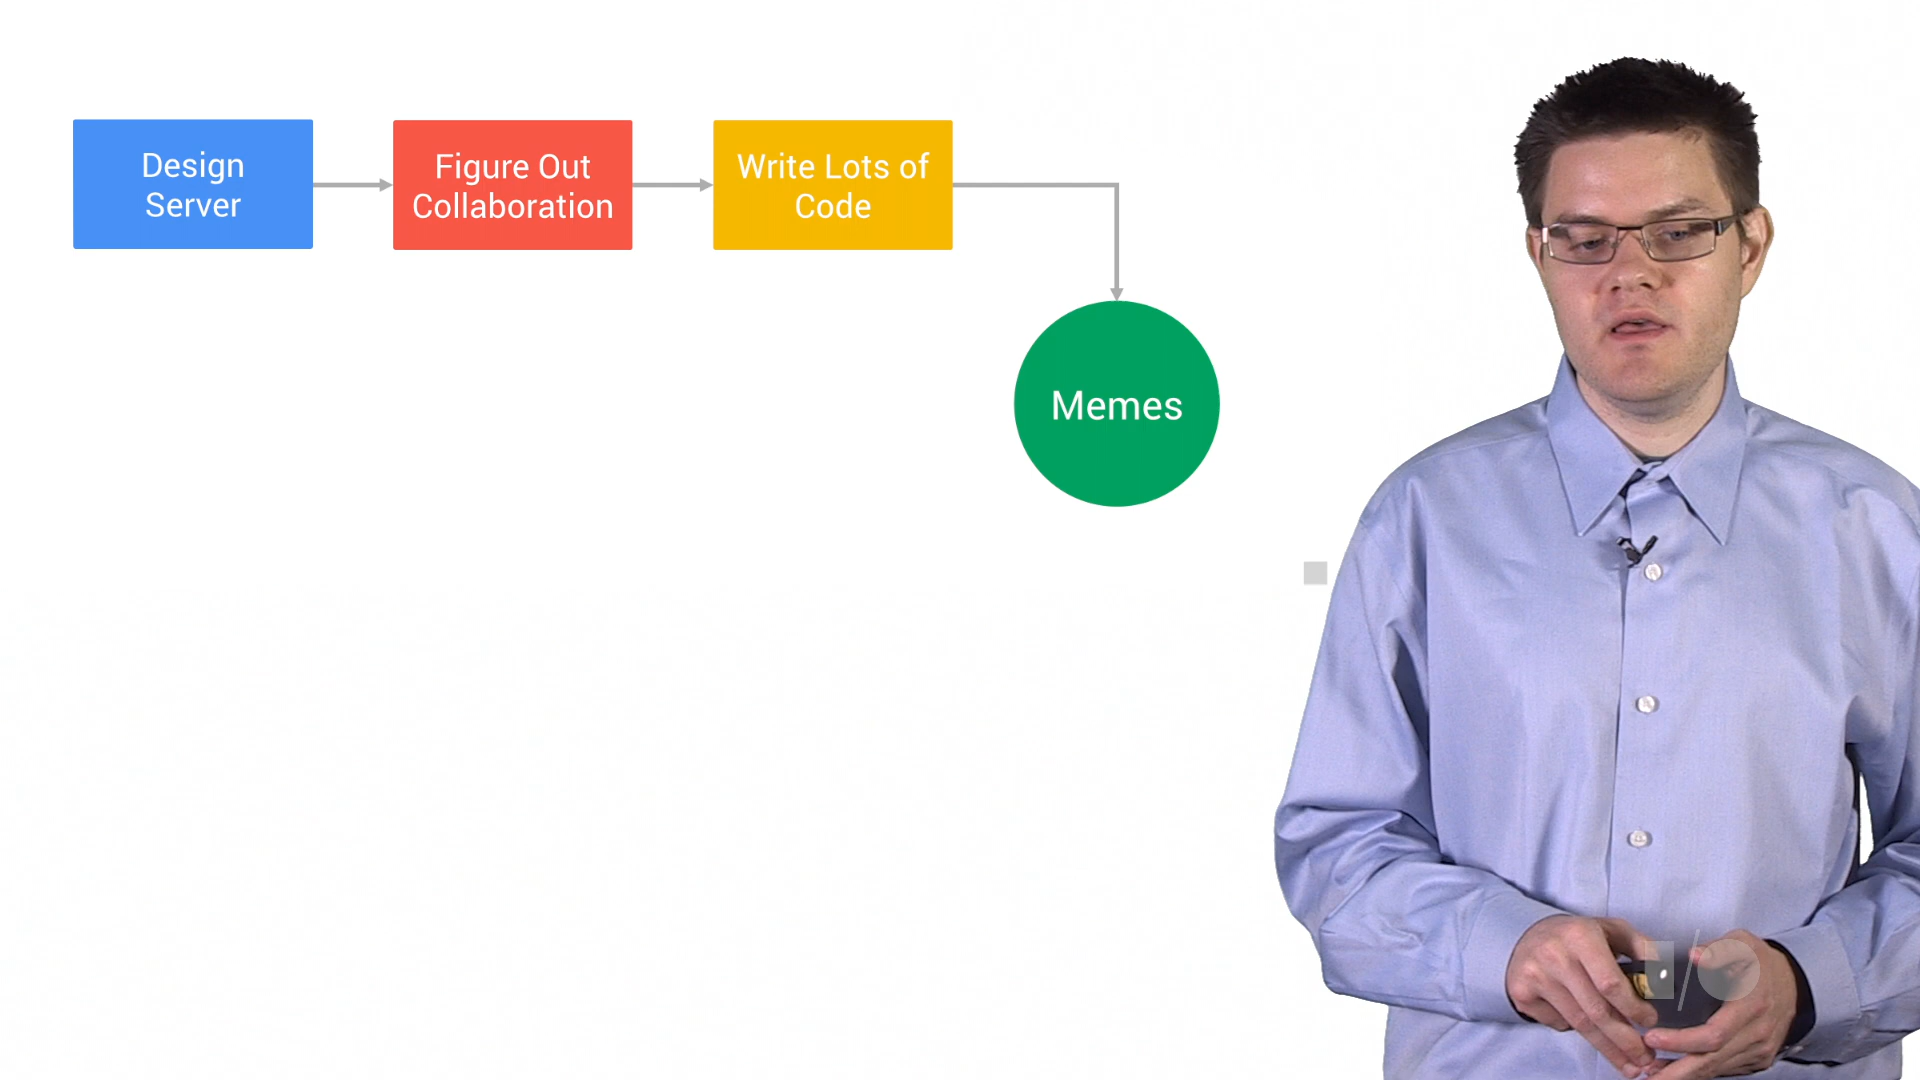 Design
Server
Figure Out
Collaboration
Write Lots of
Code
Memes
I/O